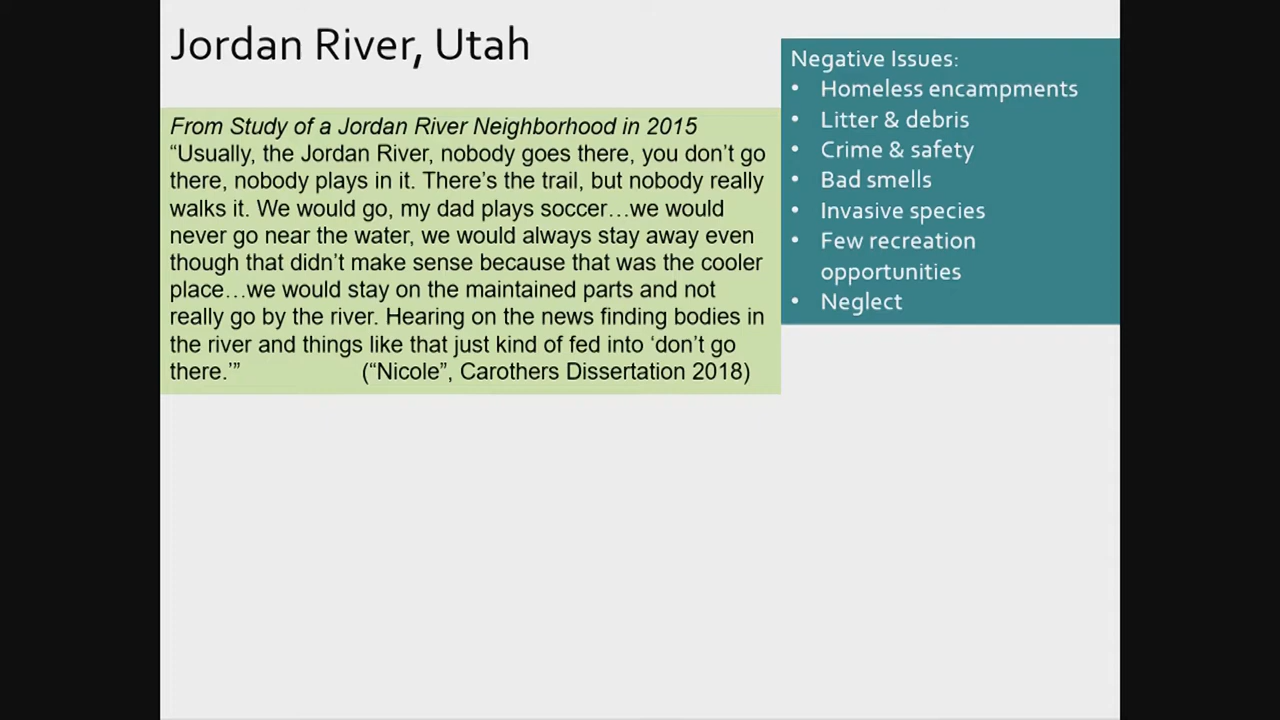 Jordan River, Utah
From Study of a Jordan River Neighborhood in 2015
“Usually, the Jordan River, nobody goes there, you don’t go
there, nobody plays in it. There’s the trail, but nobody really
walks it. We would go, my dad plays soccer…we would
never go near the water, we would always stay away even
though that didn’t make sense because that was the cooler
place…we would stay on the maintained parts and not
really go by the river. Hearing on the news finding bodies in
the river and things like that just kind of fed into ‘don’t go
there.’” (“Nicole”, Carothers Dissertation 2018)
Negative Issues:
• Homeless encampments
• Litter & debris
• Crime & safety
• Bad smells
• Invasive species
• Few recreation
opportunities
• Neglect